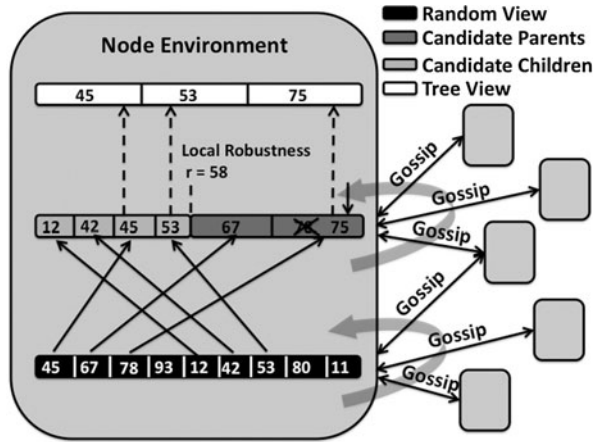 Random View
Candidate Parents
Candidate Children
Tree View
Node Environment
45 53 75
Local Robustness
r = 58
12 42 45 53 67 78 75
45 67 78 93 12 42 53 80 11
Gossip
Gossip
Gossip
Gossip
Gossip
Gossip